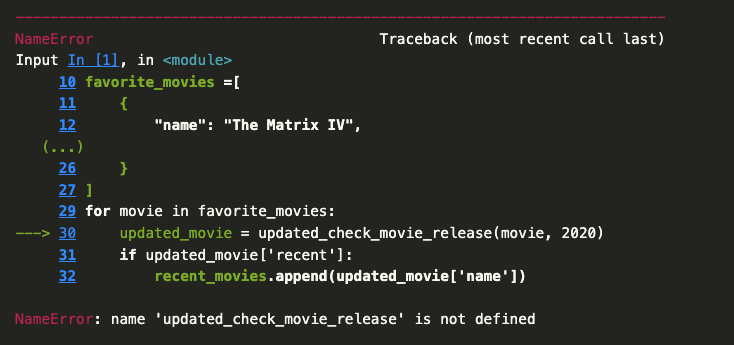 ---------------------------------------------------------------------------
NameError                                 Traceback (most recent call last)
Input In [1], in <module>
     10 favorite_movies =[
     11     {
     12         "name": "The Matrix IV",
   (...)
     26     }
     27 ]
     29 for movie in favorite_movies:
---> 30     updated_movie = updated_check_movie_release(movie, 2020)
     31     if updated_movie['recent']:
     32         recent_movies.append(updated_movie['name'])
NameError: name 'updated_check_movie_release' is not defined